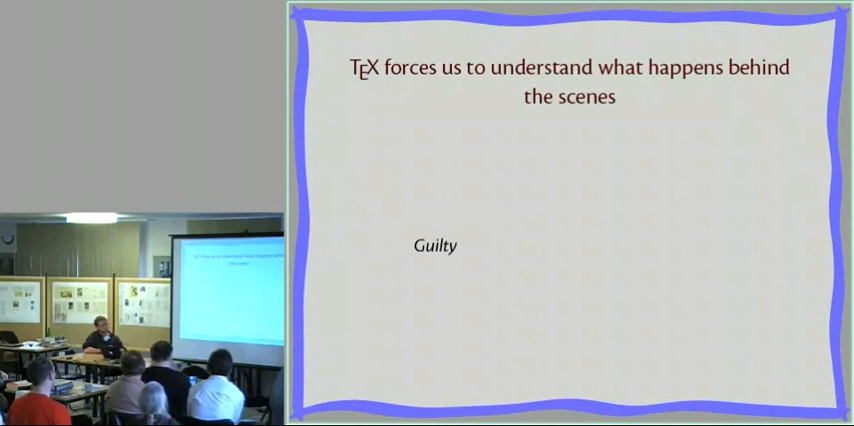 TEX forces us to understand what happens behind
the scenes
Guilty